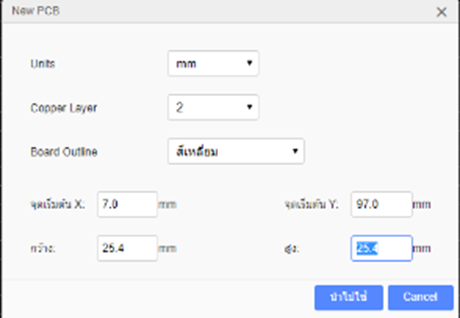 New PCB
Units mm
Copper Layer 2
Board Outline สี่เหลี่ยม
จุดเริ่มต้น X: 7.0 mm จุดเริ่มต้น Y: 97.0 mm
กว้าง: 25.4 mm สูง: 25.4 mm
นำไปใช้ Cancel